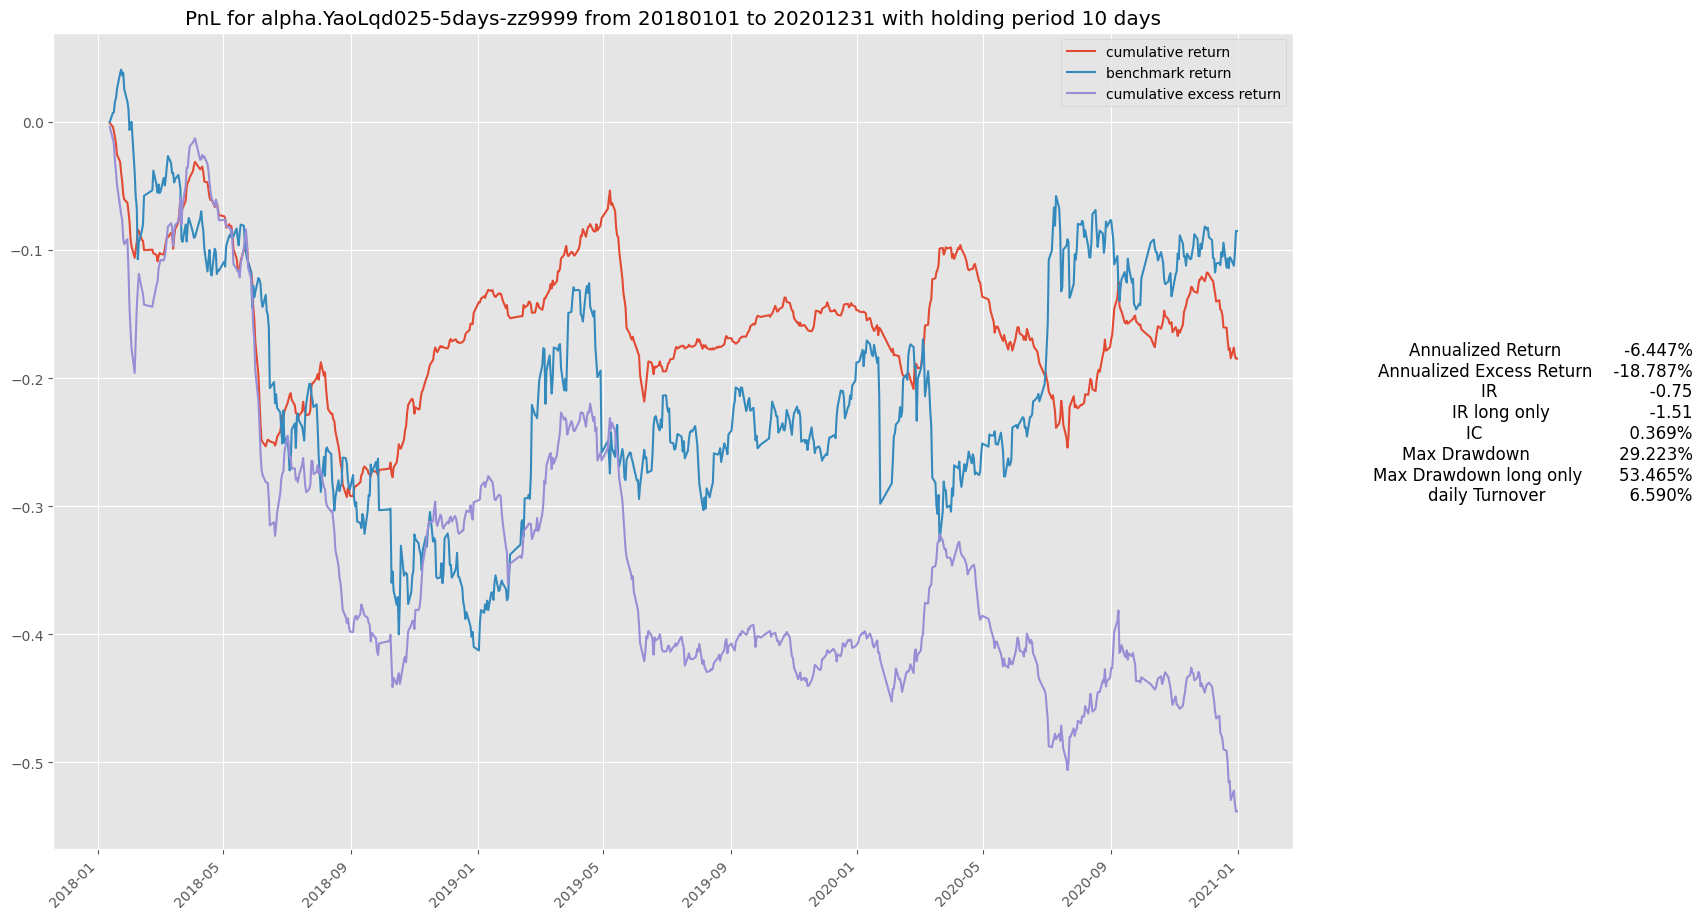 PnL for alpha.YaoLqd025-5days-zz9999 from 20180101 to 20201231 with holding period 10 days
cumulative return
benchmark return
cumulative excess return
0.0
−0.1
−0.2
−0.3
−0.4
−0.5
Annualized Return -6.447%
Annualized Excess Return -18.787%
IR -0.75
IR long only -1.51
IC 0.369%
Max Drawdown 29.223%
Max Drawdown long only 53.465%
daily Turnover 6.590%
2018-01
2018-05
2018-09
2019-01
2019-05
2019-09
2020-01
2020-05
2020-09
2021-01